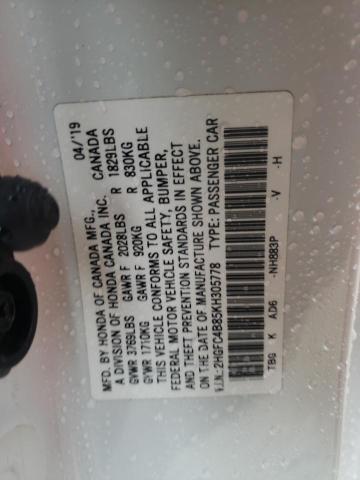 04/'19
MFD. BY HONDA OF CANADA MFG.,
A DIVISION OF HONDA CANADA INC. CANADA
GVWR 3769LBS GAWR F 2028LBS R 1829LBS
GVWR 1710KG GAWR F 920KG R 830KG
THIS VEHICLE CONFORMS TO ALL APPLICABLE
FEDERAL MOTOR VEHICLE SAFETY, BUMPER,
AND THEFT PREVENTION STANDARDS IN EFFECT
ON THE DATE OF MANUFACTURE SHOWN ABOVE.
V.I.N.:2HGFC4B85KH305778 TYPE: PASSENGER CAR
TBG K AD6 -NH883P -V -H